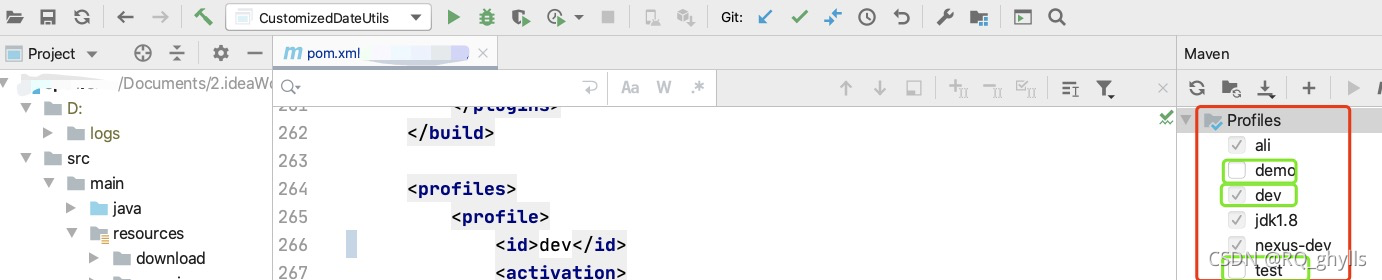 CustomizedDateUtils
Git:
Project
pom.xml
Maven
/Documents/2.ideaWo
Aa W .*
D:
logs
src
main
java
resources
download
261 </plugins>
262 </build>
263
264 <profiles>
265 <profile>
266 <id>dev</id>
267 <activation>
Profiles
ali
demo
dev
jdk1.8
nexus-dev
test
CSDN @RQ_ghylls